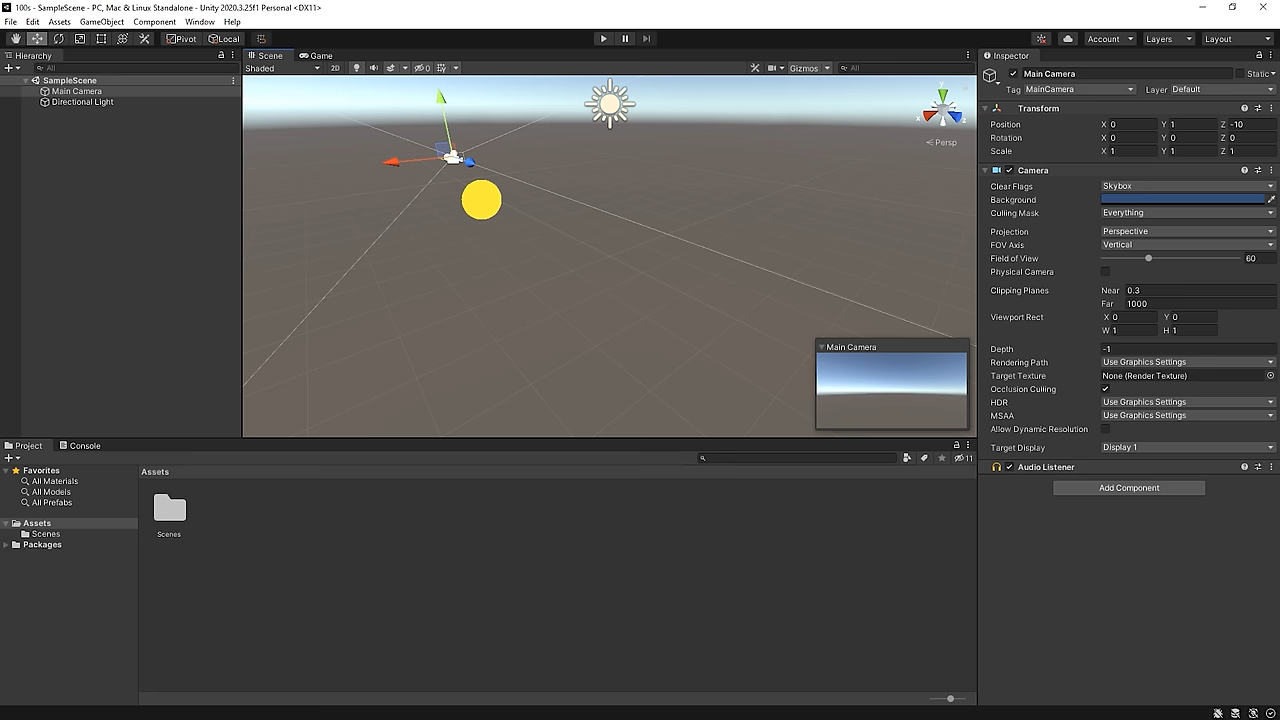 100s - SampleScene - PC, Mac & Linux Standalone - Unity 2020.3.25f1 Personal <DX11>
File Edit Assets GameObject Component Window Help
Pivot Local Account Layers Layout
Hierarchy
All
SampleScene
Main Camera
Directional Light
Scene Game
Shaded 2D 0 Gizmos All
y
x z
Persp
Main Camera
Inspector
Main Camera Static
Tag MainCamera Layer Default
Transform
Position X 0 Y 1 Z -10
Rotation X 0 Y 0 Z 0
Scale X 1 Y 1 Z 1
Camera
Clear Flags Skybox
Background
Culling Mask Everything
Projection Perspective
FOV Axis Vertical
Field of View 60
Physical Camera
Clipping Planes Near 0.3
Far 1000
Viewport Rect X 0 Y 0
W 1 H 1
Depth -1
Rendering Path Use Graphics Settings
Target Texture None (Render Texture)
Occlusion Culling
HDR Use Graphics Settings
MSAA Use Graphics Settings
Allow Dynamic Resolution
Target Display Display 1
Audio Listener
Add Component
Project Console
11
Favorites
All Materials
All Models
All Prefabs
Assets
Scenes
Packages
Assets
Scenes